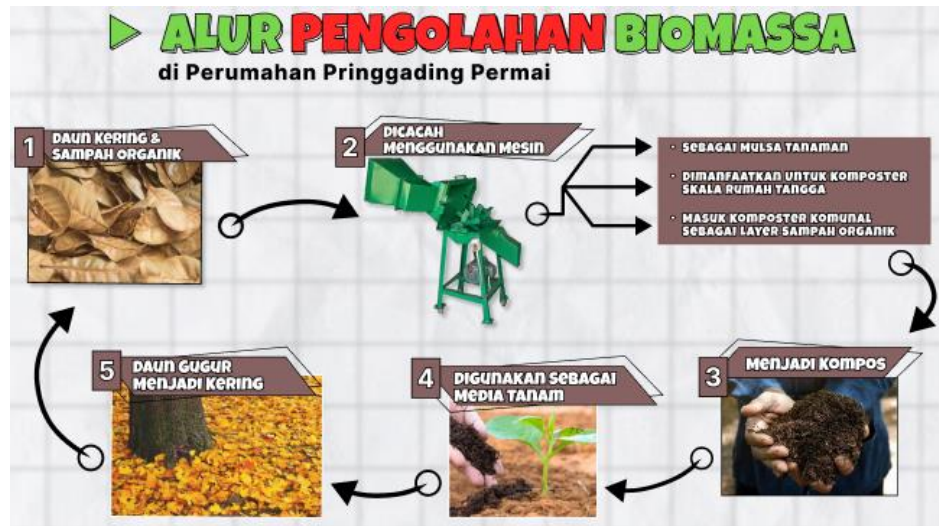 ALUR PENGOLAHAN BIOMASSA
di Perumahan Pringgading Permai
1
DAUN KERING &
SAMPAH ORGANIK
2
DICACAH
MENGGUNAKAN MESIN
• SEBAGAI MULSA TANAMAN
• DIMANFAATKAN UNTUK KOMPOSTER
SKALA RUMAH TANGGA
• MASUK KOMPOSTER KOMUNAL
SEBAGAI LAYER SAMPAH ORGANIK
3
MENJADI KOMPOS
4
DIGUNAKAN SEBAGAI
MEDIA TANAM
5
DAUN GUGUR
MENJADI KERING